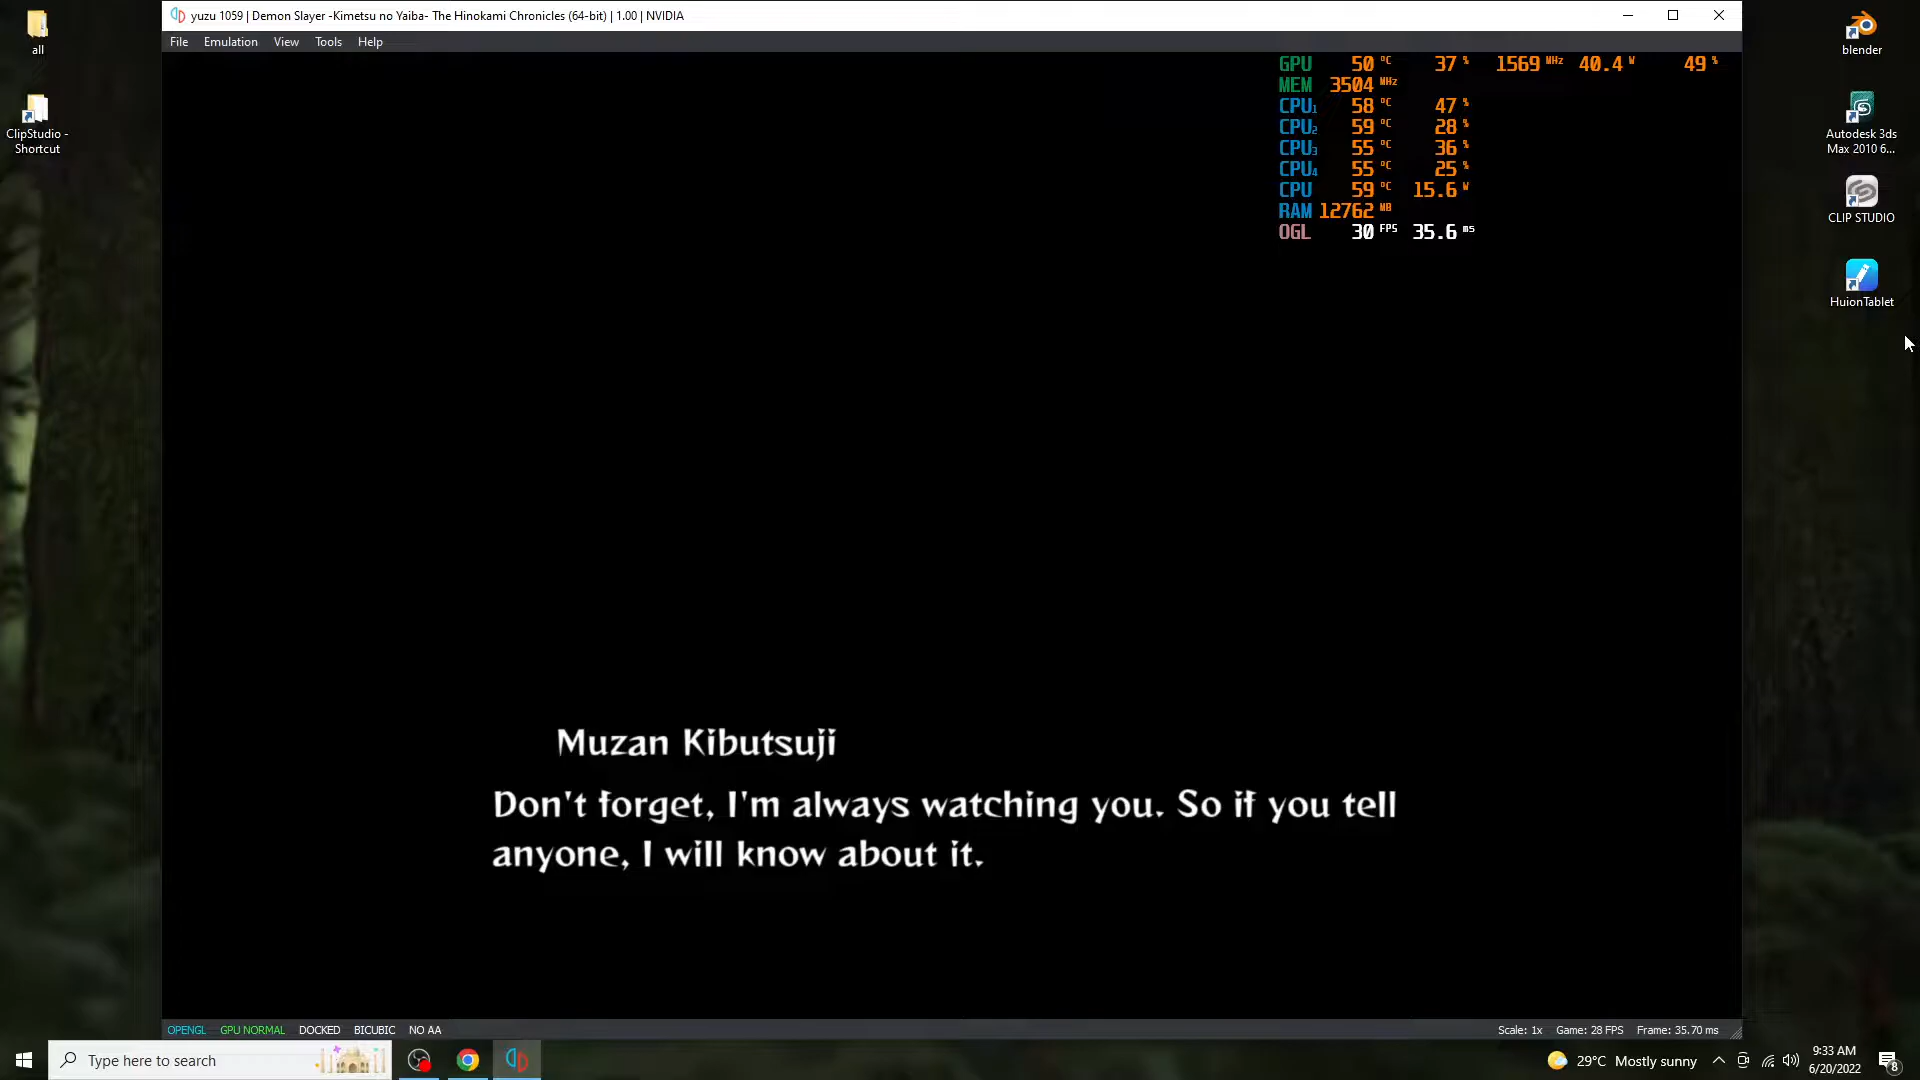 yuzu 1059 | Demon Slayer -Kimetsu no Yaiba- The Hinokami Chronicles (64-bit) | 1.00 | NVIDIA
File Emulation View Tools Help
all
ClipStudio -
Shortcut
GPU 50 °C 37 % 1569 MHz 40.4 W 49 %
MEM 3504 MHz
CPU1 58 °C 47 %
CPU2 59 °C 28 %
CPU3 55 °C 36 %
CPU4 55 °C 25 %
CPU 59 °C 15.6 W
RAM 12762 MB
OGL 30 FPS 35.6 ms
blender
Autodesk 3ds
Max 2010 6...
CLIP STUDIO
HuionTablet
Muzan Kibutsuji
Don't forget, I'm always watching you. So if you tell
anyone, I will know about it.
OPENGL GPU NORMAL DOCKED BICUBIC NO AA
Scale: 1x Game: 28 FPS Frame: 35.70 ms
Type here to search
29°C Mostly sunny
9:33 AM
6/20/2022
8